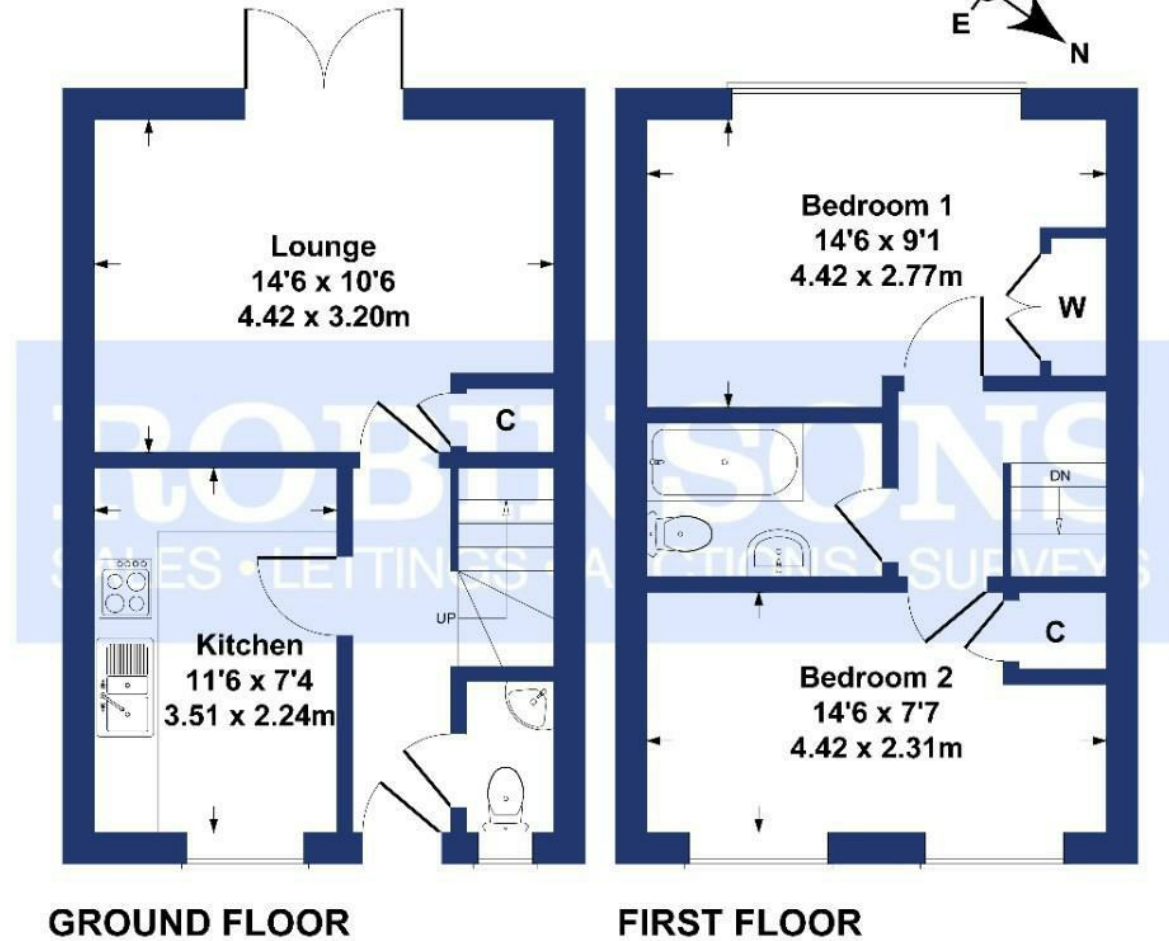 E
N
Lounge
14'6 x 10'6
4.42 x 3.20m
C
Kitchen
11'6 x 7'4
3.51 x 2.24m
UP
GROUND FLOOR
Bedroom 1
14'6 x 9'1
4.42 x 2.77m
W
DN
C
Bedroom 2
14'6 x 7'7
4.42 x 2.31m
FIRST FLOOR
ROBINSONS
SALES • LETTINGS • AUCTIONS • SURVEYS